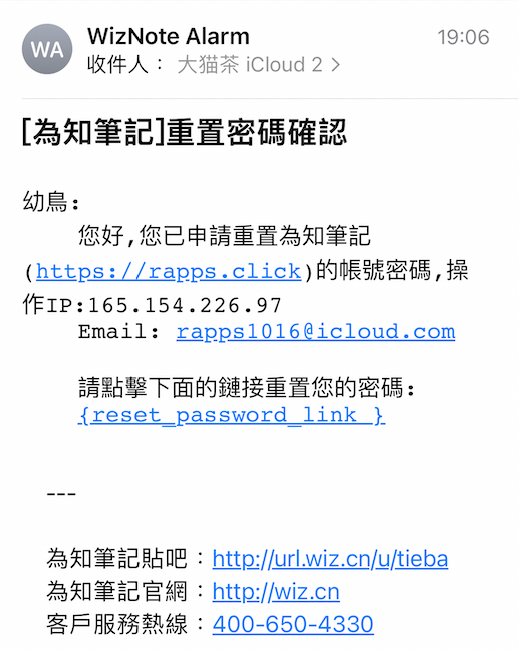 WA
WizNote Alarm
19:06
收件人： 大猫茶 iCloud 2 >
[為知筆記]重置密碼確認
幼鳥:
您好,您已申請重置為知筆記
(https://rapps.click)的帳號密碼,操
作IP:165.154.226.97
Email: rapps1016@icloud.com
請點擊下面的鏈接重置您的密碼:
{reset_password_link }
---
為知筆記貼吧：http://url.wiz.cn/u/tieba
為知筆記官網：http://wiz.cn
客戶服務熱線：400-650-4330